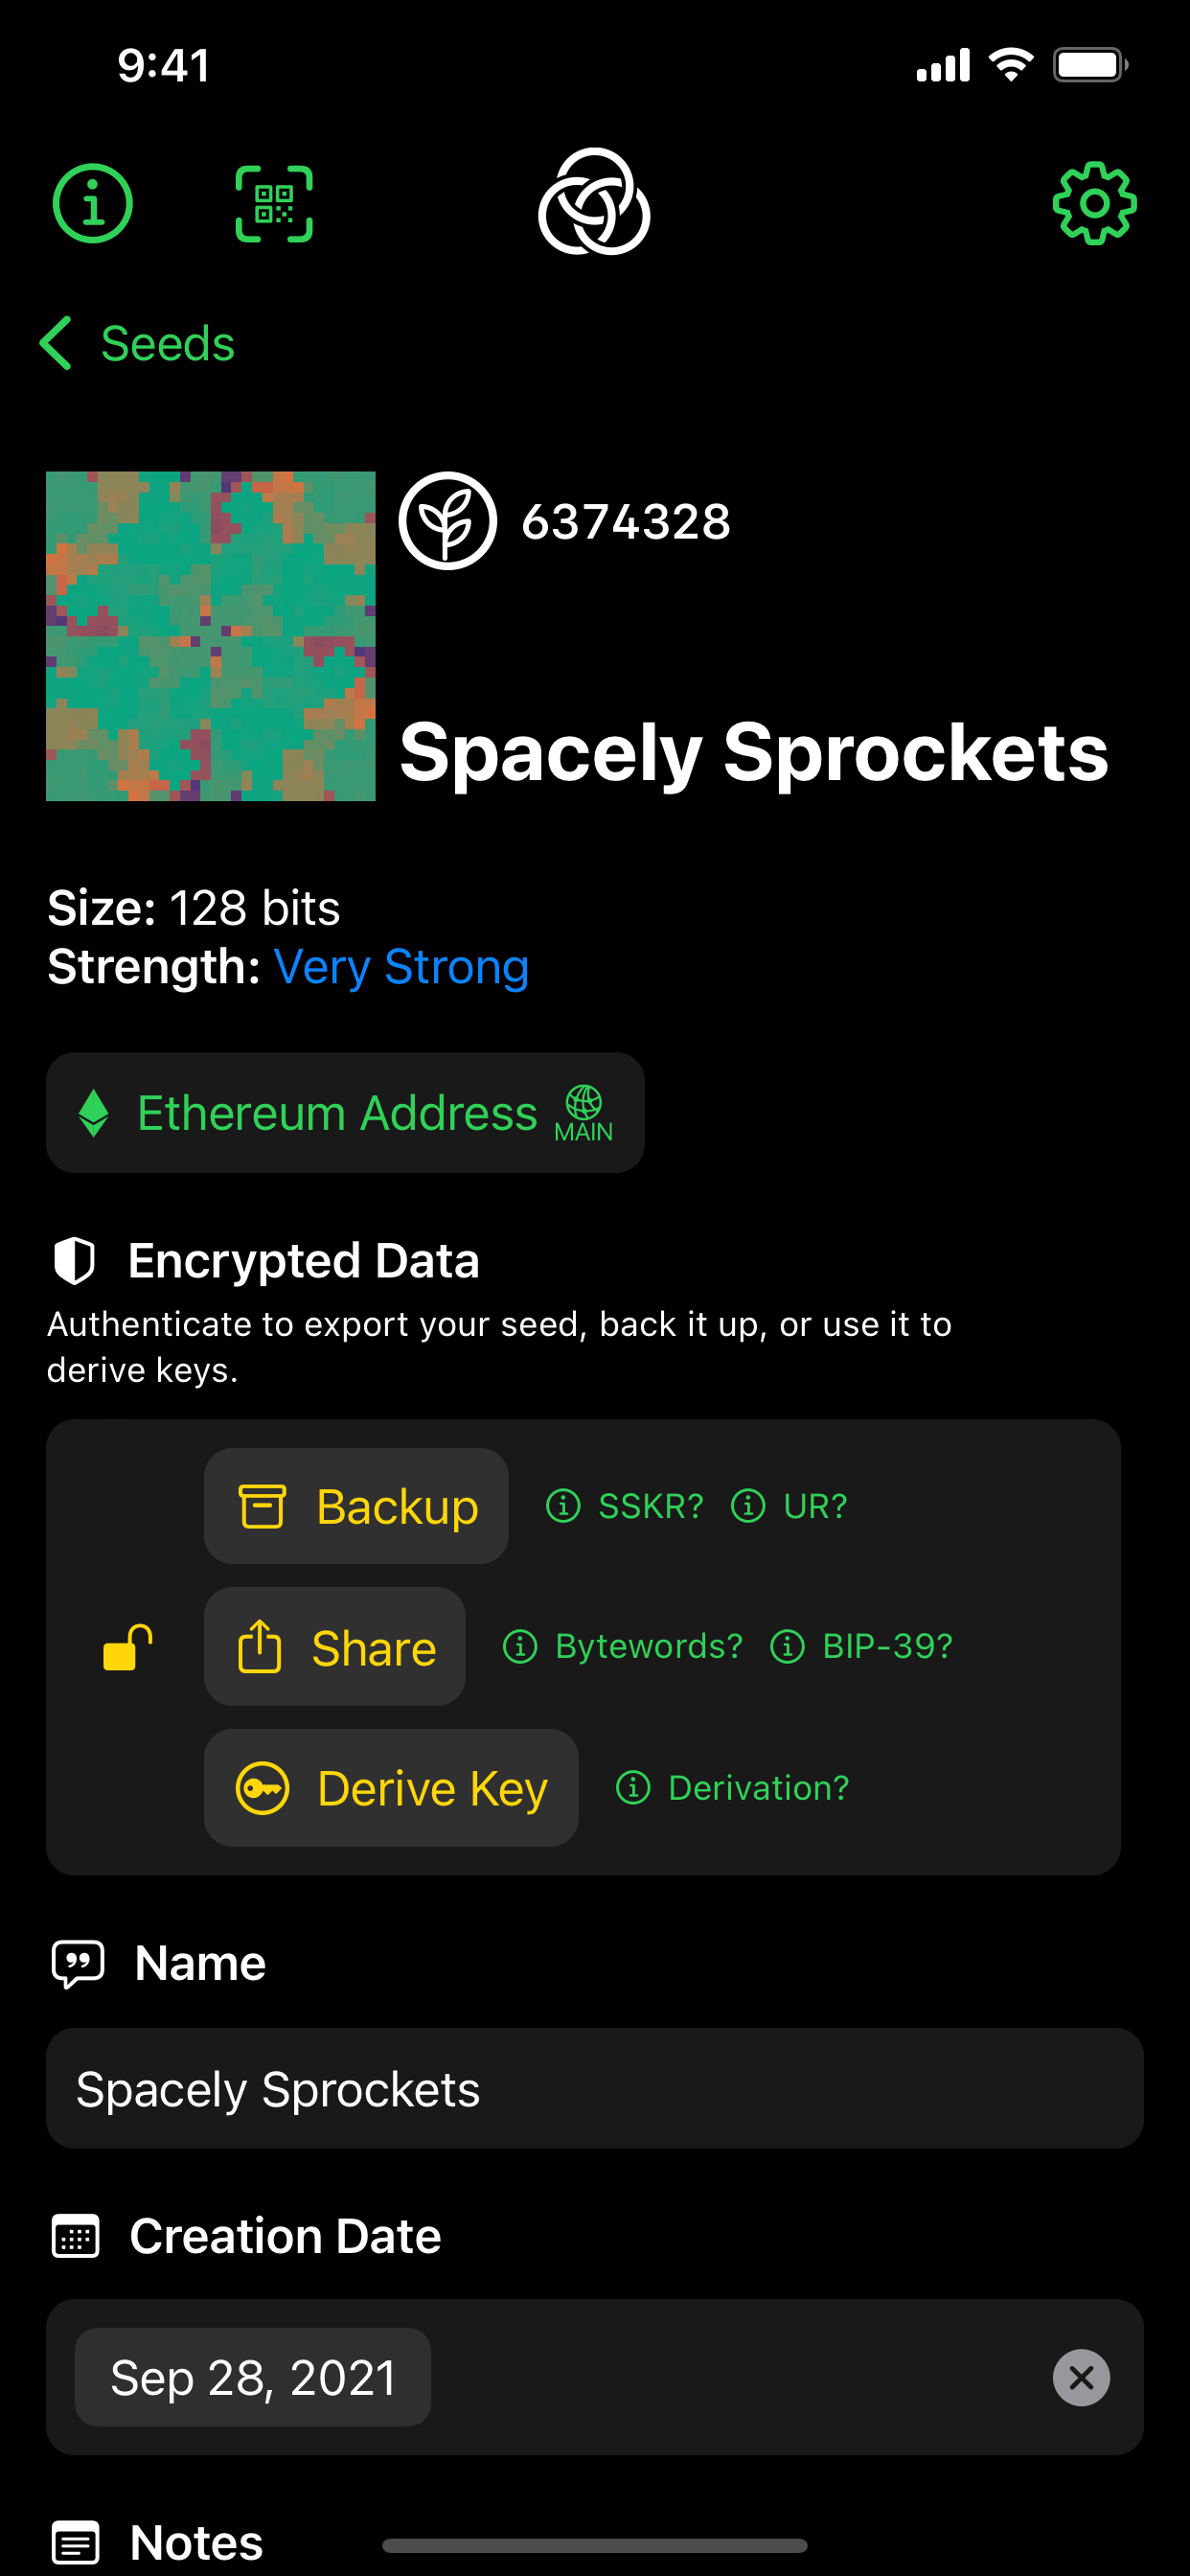 9:41
Seeds
6374328
Spacely Sprockets
Size: 128 bits
Strength: Very Strong
Ethereum Address MAIN
Encrypted Data
Authenticate to export your seed, back it up, or use it to
derive keys.
Backup SSKR? UR?
Share Bytewords? BIP-39?
Derive Key Derivation?
Name
Spacely Sprockets
Creation Date
Sep 28, 2021
Notes